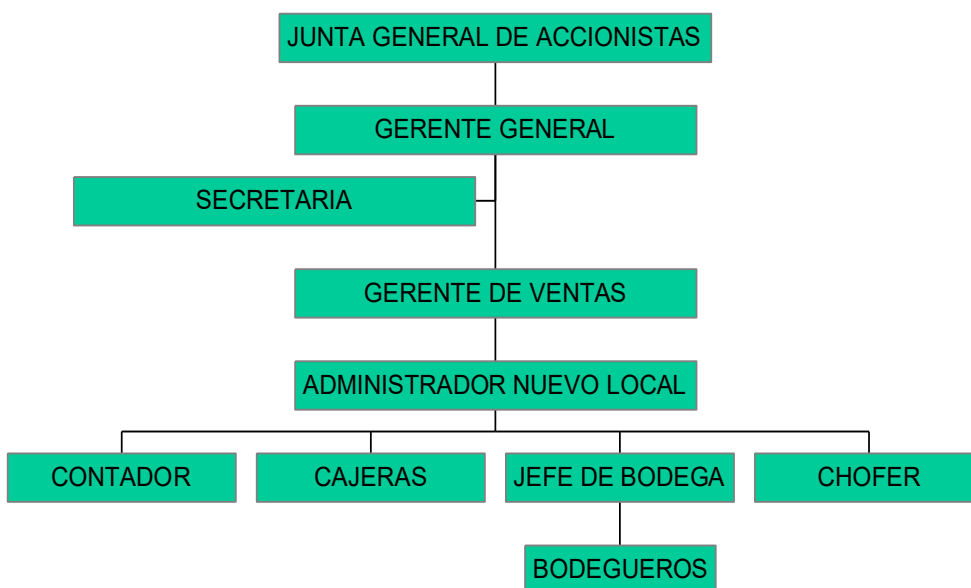 JUNTA GENERAL DE ACCIONISTAS
GERENTE GENERAL
SECRETARIA
GERENTE DE VENTAS
ADMINISTRADOR NUEVO LOCAL
CONTADOR
CAJERAS
JEFE DE BODEGA
CHOFER
BODEGUEROS